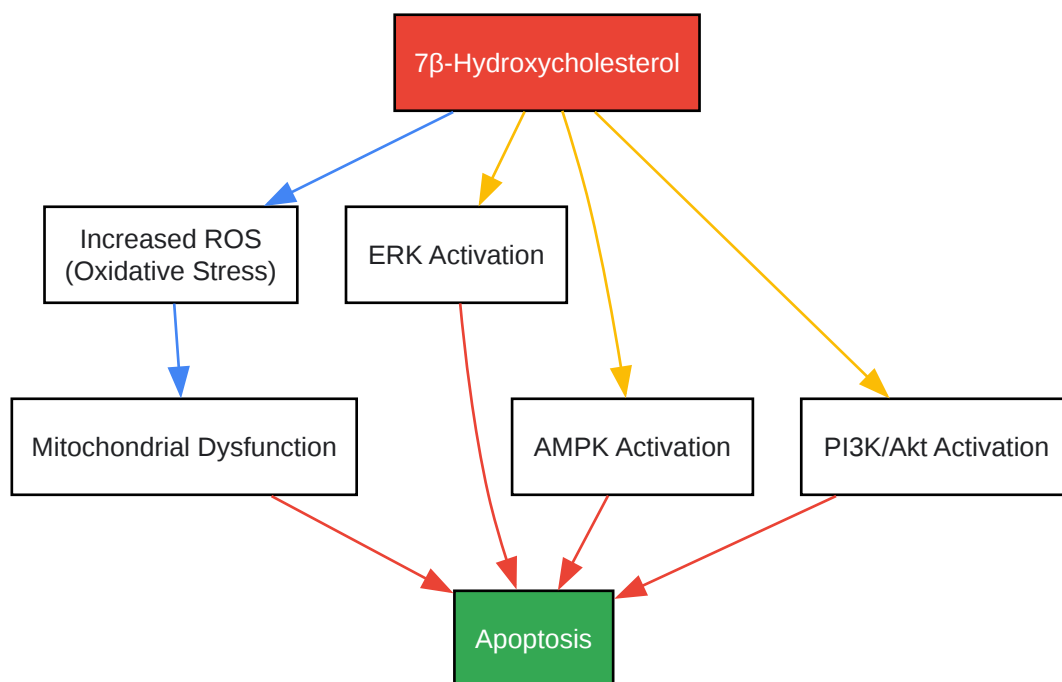 7β-Hydroxycholesterol
Increased ROS
(Oxidative Stress)
ERK Activation
Mitochondrial Dysfunction
AMPK Activation
PI3K/Akt Activation
Apoptosis